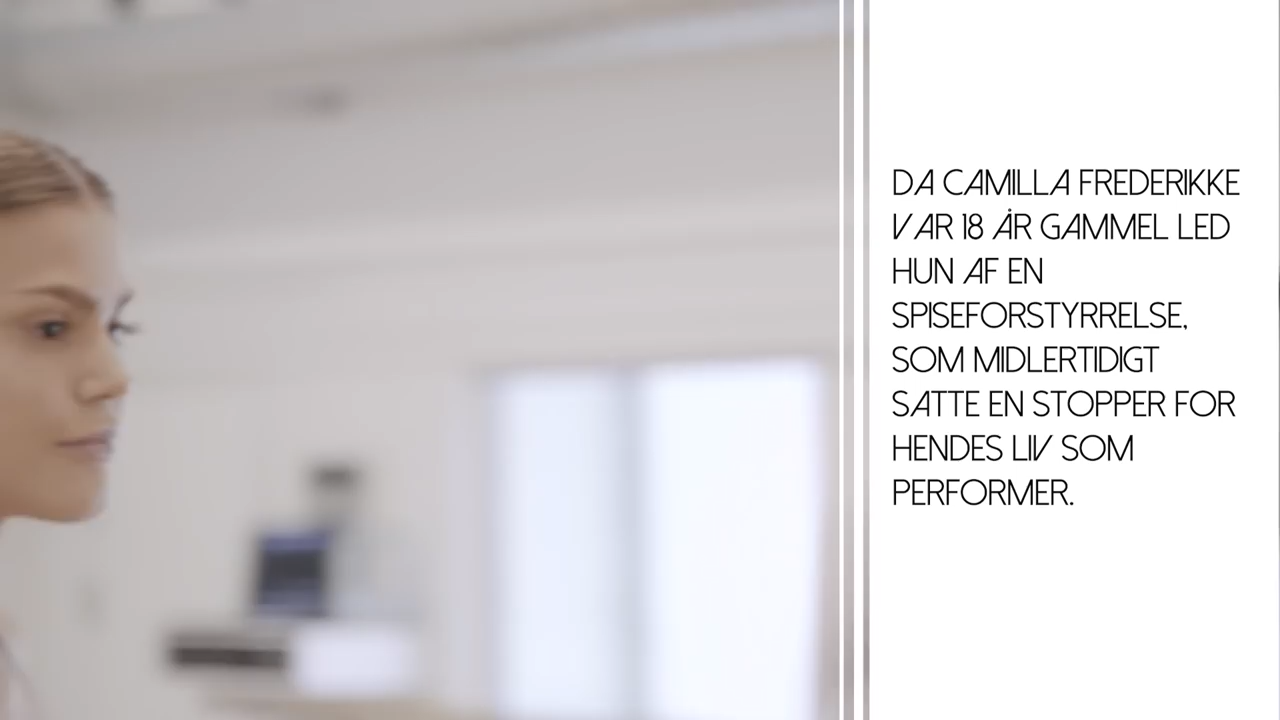 DA CAMILLA FREDERIKKE
VAR 18 ÅR GAMMEL LED
HUN AF EN
SPISEFORSTYRRELSE,
SOM MIDLERTIDIGT
SATTE EN STOPPER FOR
HENDES LIV SOM
PERFORMER.